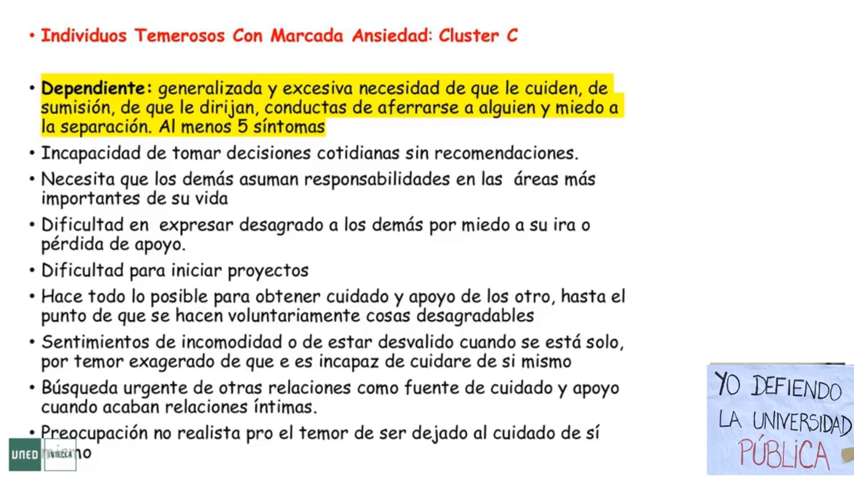 • Individuos Temerosos Con Marcada Ansiedad: Cluster C
• Dependiente: generalizada y excesiva necesidad de que le cuiden, de
sumisión, de que le dirijan, conductas de aferrarse a alguien y miedo a
la separación. Al menos 5 síntomas
• Incapacidad de tomar decisiones cotidianas sin recomendaciones.
• Necesita que los demás asuman responsabilidades en las áreas más
importantes de su vida
• Dificultad en expresar desagrado a los demás por miedo a su ira o
pérdida de apoyo.
• Dificultad para iniciar proyectos
• Hace todo lo posible para obtener cuidado y apoyo de los otro, hasta el
punto de que se hacen voluntariamente cosas desagradables
• Sentimientos de incomodidad o de estar desvalido cuando se está solo,
por temor exagerado de que e es incapaz de cuidare de si mismo
• Búsqueda urgente de otras relaciones como fuente de cuidado y apoyo
cuando acaban relaciones íntimas.
• Preocupación no realista pro el temor de ser dejado al cuidado de sí
UNED
YO DEFIENDO
LA UNIVERSIDAD
PÚBLICA